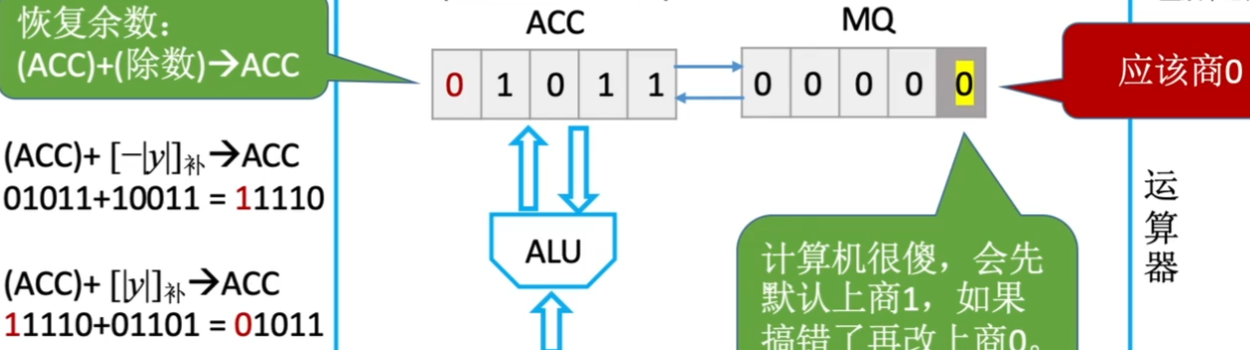 恢复余数：
(ACC)+(除数)→ACC
ACC
0 1 0 1 1
MQ
0 0 0 0 0
应该商0
(ACC)+ [−|y|]补→ACC
01011+10011 = 11110
(ACC)+ [|y|]补→ACC
11110+01101 = 01011
ALU
计算机很傻，会先
默认上商1，如果
搞错了再改上商0。
运
算
器